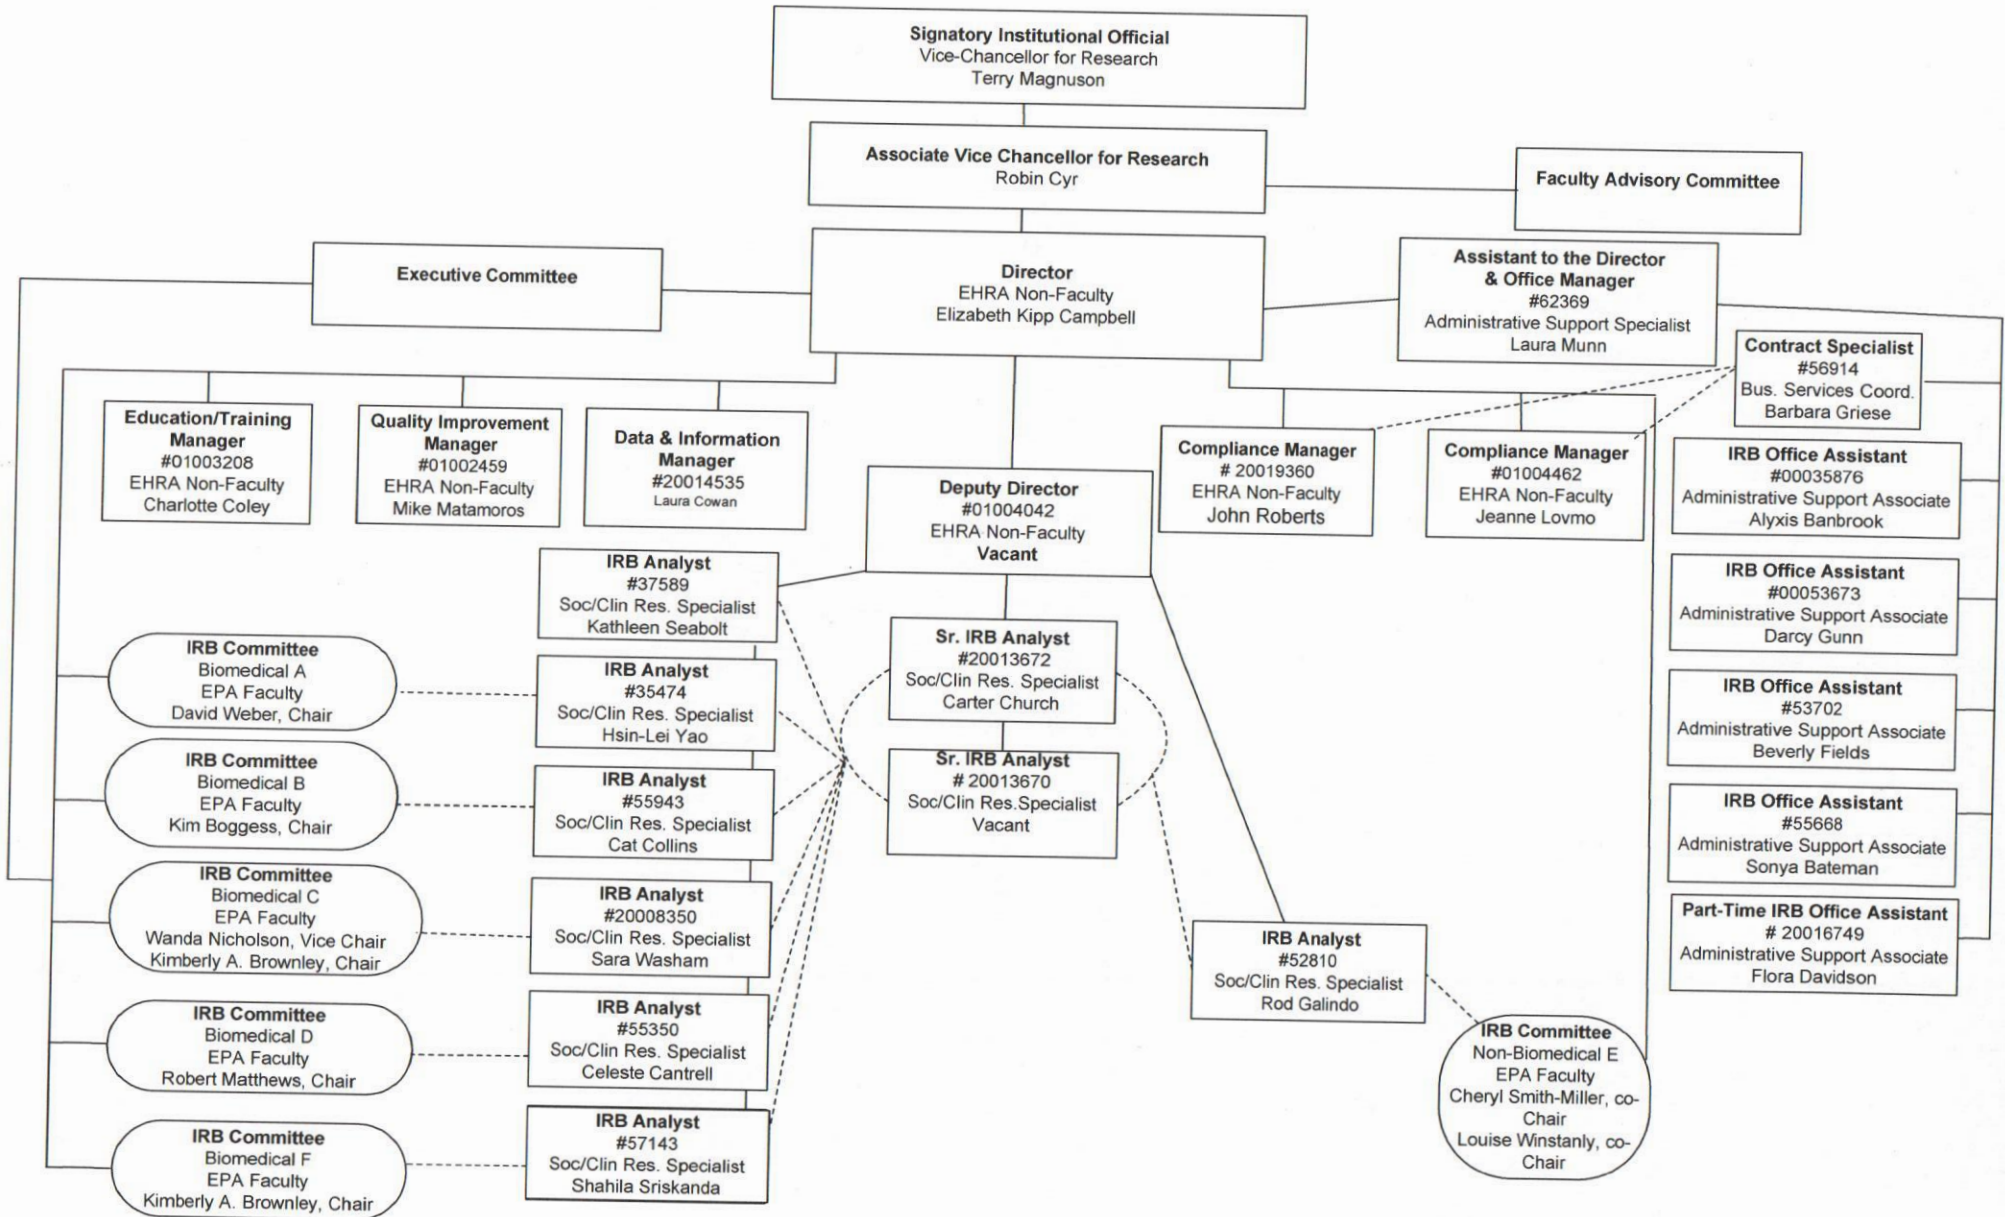 Signatory Institutional Official
Vice-Chancellor for Research
Terry Magnuson
Associate Vice Chancellor for Research
Robin Cyr
Faculty Advisory Committee
Executive Committee
Director
EHRA Non-Faculty
Elizabeth Kipp Campbell
Assistant to the Director
& Office Manager
#62369
Administrative Support Specialist
Laura Munn
Contract Specialist
#56914
Bus. Services Coord.
Barbara Griese
Education/Training
Manager
#01003208
EHRA Non-Faculty
Charlotte Coley
Quality Improvement
Manager
#01002459
EHRA Non-Faculty
Mike Matamoros
Data & Information
Manager
#20014535
Laura Cowan
Deputy Director
#01004042
EHRA Non-Faculty
Vacant
Compliance Manager
# 20019360
EHRA Non-Faculty
John Roberts
Compliance Manager
#01004462
EHRA Non-Faculty
Jeanne Lovmo
IRB Office Assistant
#00035876
Administrative Support Associate
Alyxis Banbrook
IRB Office Assistant
#00053673
Administrative Support Associate
Darcy Gunn
IRB Office Assistant
#53702
Administrative Support Associate
Beverly Fields
IRB Office Assistant
#55668
Administrative Support Associate
Sonya Bateman
Part-Time IRB Office Assistant
# 20016749
Administrative Support Associate
Flora Davidson
IRB Analyst
#37589
Soc/Clin Res. Specialist
Kathleen Seabolt
IRB Analyst
#35474
Soc/Clin Res. Specialist
Hsin-Lei Yao
IRB Analyst
#55943
Soc/Clin Res. Specialist
Cat Collins
IRB Analyst
#20008350
Soc/Clin Res. Specialist
Sara Washam
IRB Analyst
#55350
Soc/Clin Res. Specialist
Celeste Cantrell
IRB Analyst
#57143
Soc/Clin Res. Specialist
Shahila Sriskanda
Sr. IRB Analyst
#20013672
Soc/Clin Res. Specialist
Carter Church
Sr. IRB Analyst
# 20013670
Soc/Clin Res.Specialist
Vacant
IRB Committee
Biomedical A
EPA Faculty
David Weber, Chair
IRB Committee
Biomedical B
EPA Faculty
Kim Boggess, Chair
IRB Committee
Biomedical C
EPA Faculty
Wanda Nicholson, Vice Chair
Kimberly A. Brownley, Chair
IRB Committee
Biomedical D
EPA Faculty
Robert Matthews, Chair
IRB Committee
Biomedical F
EPA Faculty
Kimberly A. Brownley, Chair
IRB Analyst
#52810
Soc/Clin Res. Specialist
Rod Galindo
IRB Committee
Non-Biomedical E
EPA Faculty
Cheryl Smith-Miller, co-
Chair
Louise Winstanly, co-
Chair